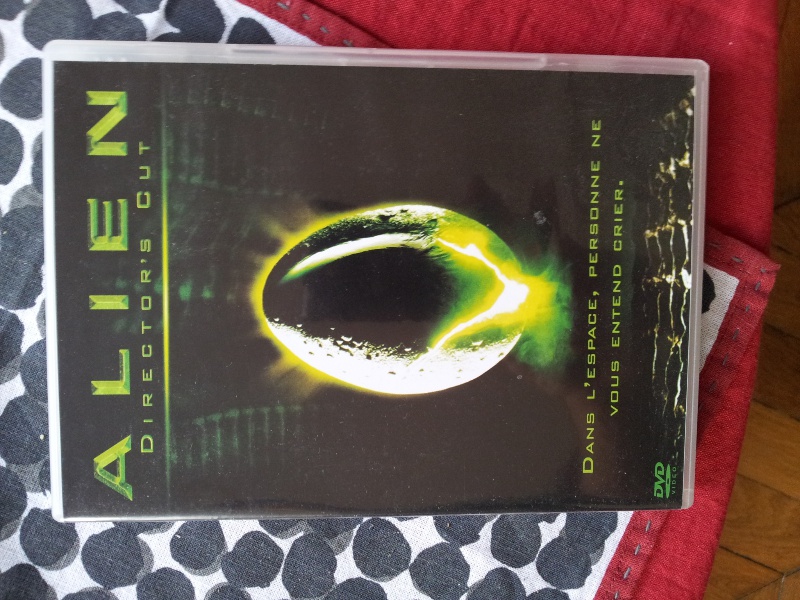 ALIEN
DIRECTOR'S CUT
DANS L'ESPACE, PERSONNE NE
VOUS ENTEND CRIER.
DVD
VIDEO